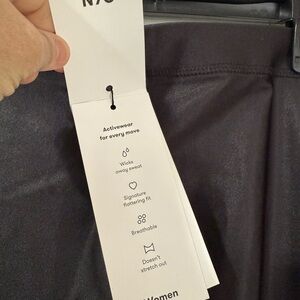 Activewear
for every move
Wicks
away sweat
Signature
flattering fit
Breathable
Doesn't
stretch out
Women